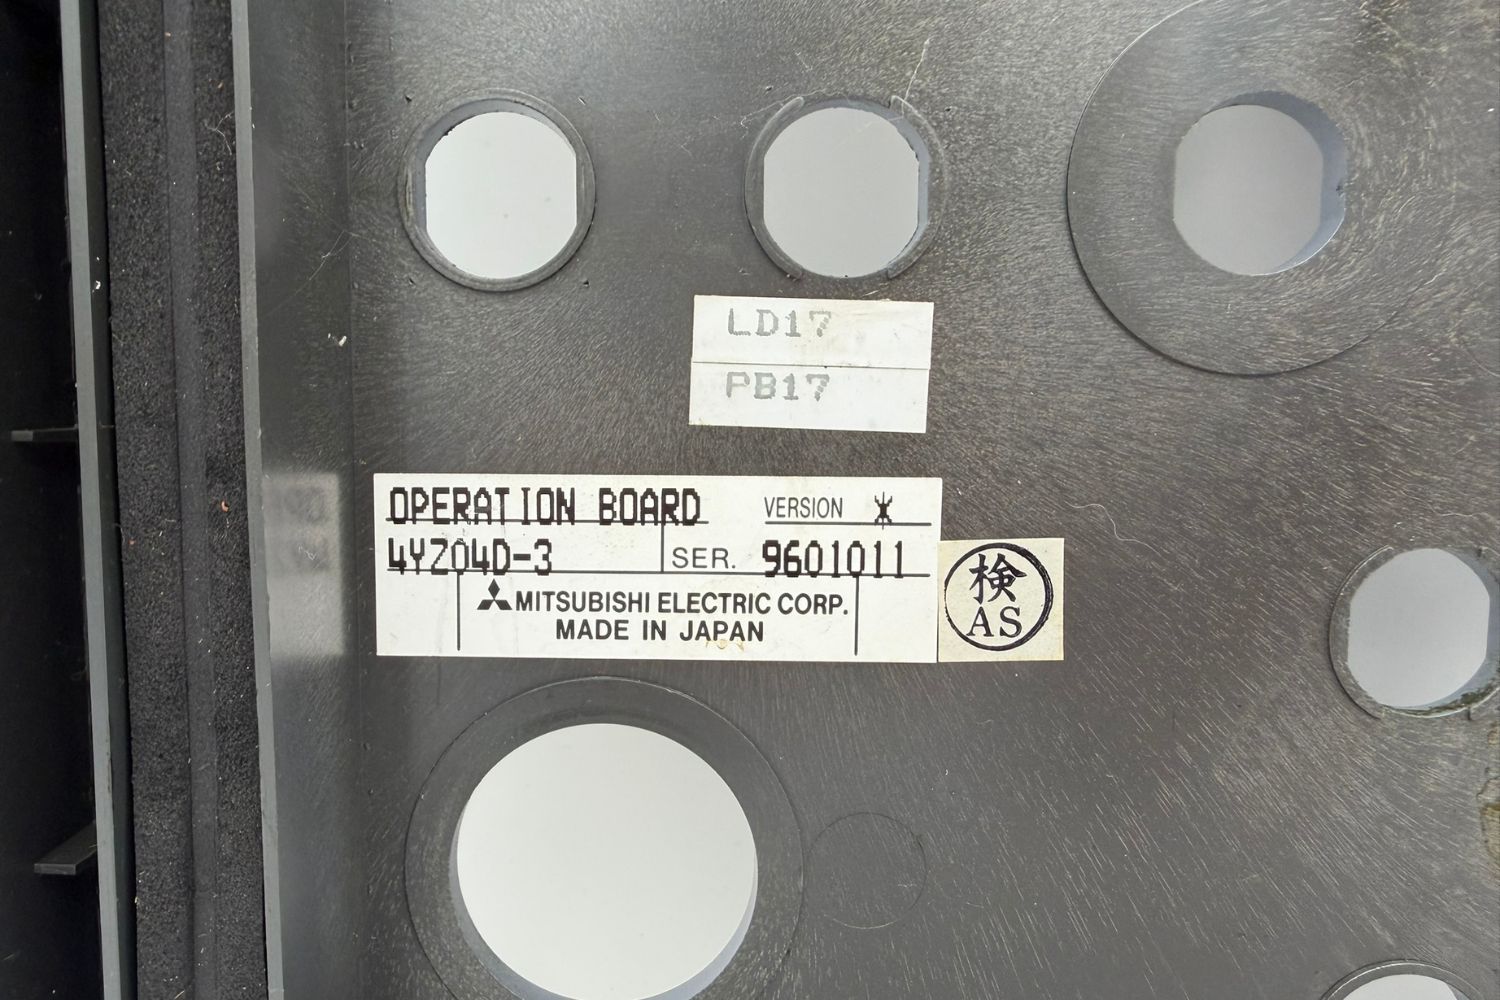 LD17
PB17
OPERATION BOARD VERSION *
4YZ04D-3 SER. 9601011
MITSUBISHI ELECTRIC CORP.
MADE IN JAPAN
検
AS